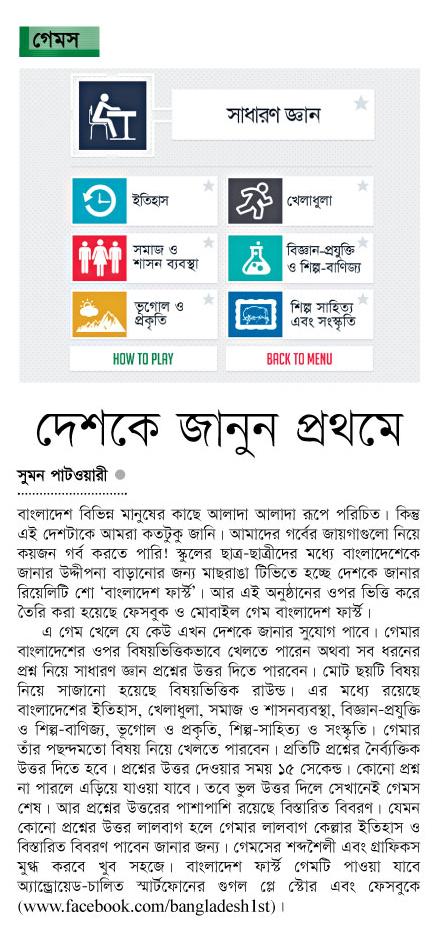 গেমস
সাধারণ জ্ঞান
ইতিহাস
খেলাধুলা
সমাজ ও
শাসন ব্যবস্থা
বিজ্ঞান-প্রযুক্তি
ও শিল্প-বাণিজ্য
ভূগোল ও
প্রকৃতি
শিল্প সাহিত্য
এবং সংস্কৃতি
HOW TO PLAY
BACK TO MENU
দেশকে জানুন প্রথমে
সুমন পাটওয়ারী
বাংলাদেশ বিভিন্ন মানুষের কাছে আলাদা আলাদা রূপে পরিচিত। কিন্তু
এই দেশটাকে আমরা কতটুকু জানি। আমাদের গর্বের জায়গাগুলো নিয়ে
কয়জন গর্ব করতে পারি! স্কুলের ছাত্র-ছাত্রীদের মধ্যে বাংলাদেশেকে
জানার উদ্দীপনা বাড়ানোর জন্য মাছরাঙা টিভিতে হচ্ছে দেশকে জানার
রিয়েলিটি শো ‘বাংলাদেশ ফার্স্ট’। আর এই অনুষ্ঠানের ওপর ভিত্তি করে
তৈরি করা হয়েছে ফেসবুক ও মোবাইল গেম বাংলাদেশ ফার্স্ট।
এ গেম খেলে যে কেউ এখন দেশকে জানার সুযোগ পাবে। গেমার
বাংলাদেশের ওপর বিষয়ভিত্তিকভাবে খেলতে পারেন অথবা সব ধরনের
প্রশ্ন নিয়ে সাধারণ জ্ঞান প্রশ্নের উত্তর দিতে পারবেন। মোট ছয়টি বিষয়
নিয়ে সাজানো হয়েছে বিষয়ভিত্তিক রাউন্ড। এর মধ্যে রয়েছে
বাংলাদেশের ইতিহাস, খেলাধুলা, সমাজ ও শাসনব্যবস্থা, বিজ্ঞান-প্রযুক্তি
ও শিল্প-বাণিজ্য, ভূগোল ও প্রকৃতি, শিল্প-সাহিত্য ও সংস্কৃতি। গেমার
তাঁর পছন্দমতো বিষয় নিয়ে খেলতে পারবেন। প্রতিটি প্রশ্নের নৈর্ব্যক্তিক
উত্তর দিতে হবে। প্রশ্নের উত্তর দেওয়ার সময় ১৫ সেকেন্ড। কোনো প্রশ্ন
না পারলে এড়িয়ে যাওয়া যাবে। তবে ভুল উত্তর দিলে সেখানেই গেমস
শেষ। আর প্রশ্নের উত্তরের পাশাপাশি রয়েছে বিস্তারিত বিবরণ। যেমন
কোনো প্রশ্নের উত্তর লালবাগ হলে গেমার লালবাগ কেল্লার ইতিহাস ও
বিস্তারিত বিবরণ পাবেন জানার জন্য। গেমসের শব্দশৈলী এবং গ্রাফিকস
মুগ্ধ করবে খুব সহজে। বাংলাদেশ ফার্স্ট গেমটি পাওয়া যাবে
অ্যান্ড্রোয়েড-চালিত স্মার্টফোনের গুগল প্লে স্টোর এবং ফেসবুকে
(www.facebook.com/bangladesh1st)।